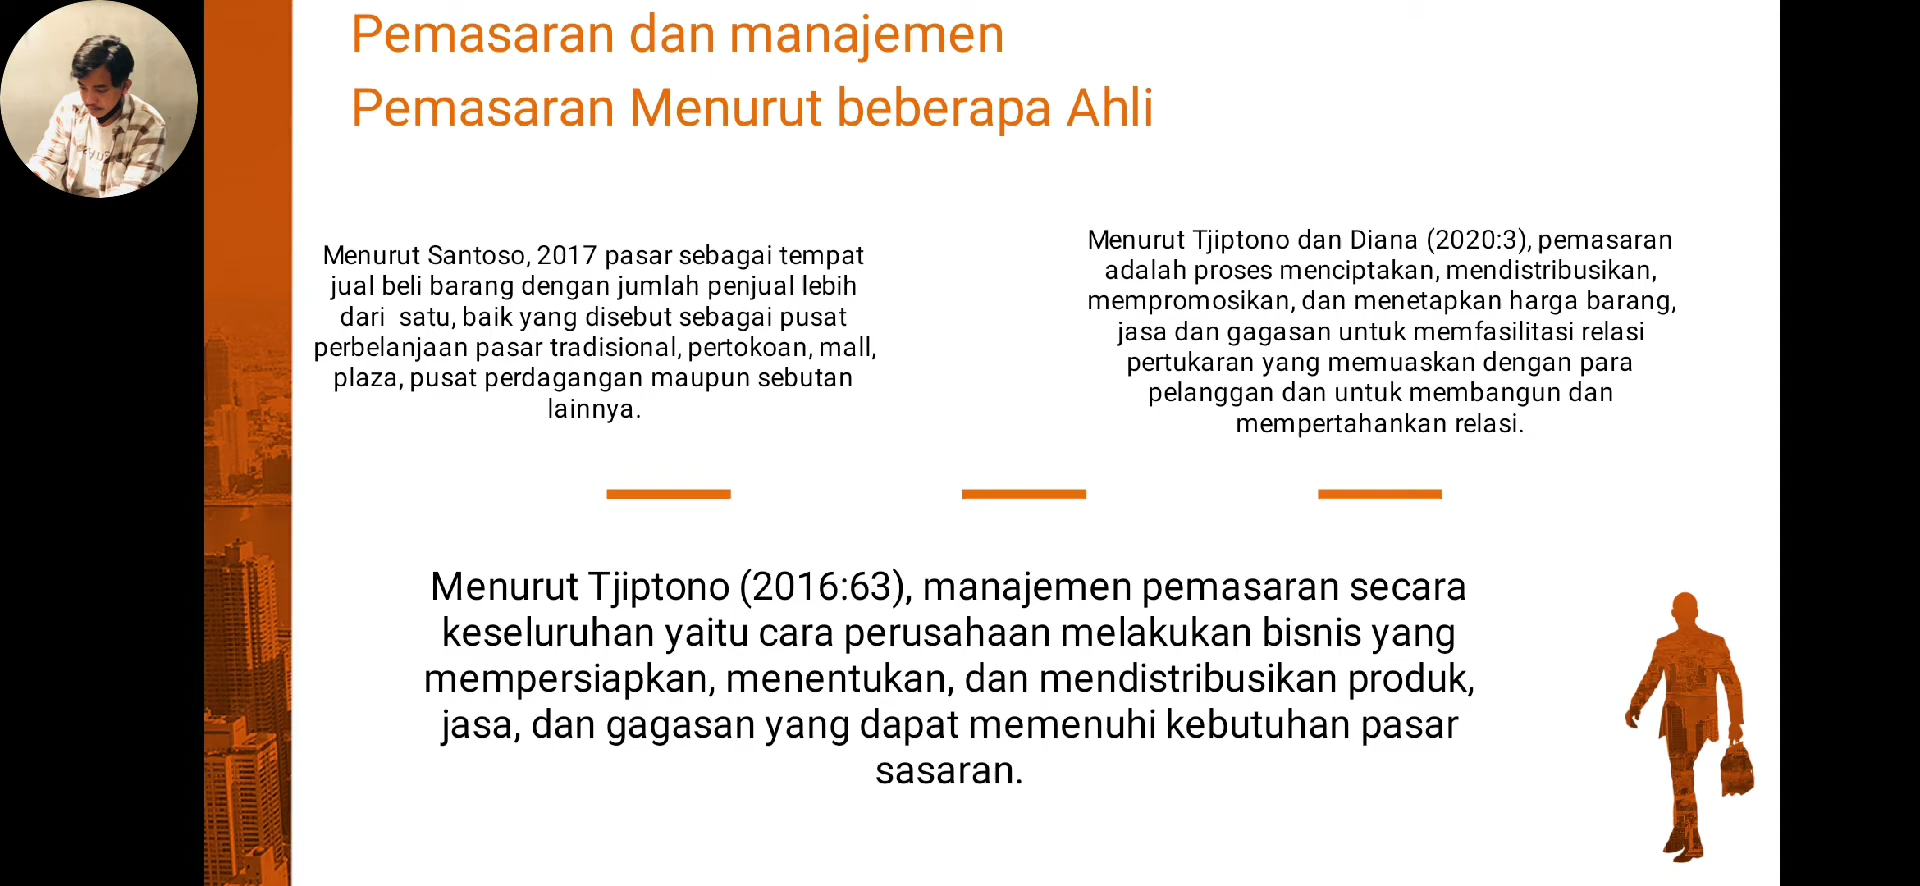 Pemasaran dan manajemen
Pemasaran Menurut beberapa Ahli
Menurut Santoso, 2017 pasar sebagai tempat
jual beli barang dengan jumlah penjual lebih
dari  satu, baik yang disebut sebagai pusat
perbelanjaan pasar tradisional, pertokoan, mall,
plaza, pusat perdagangan maupun sebutan
lainnya.
Menurut Tjiptono dan Diana (2020:3), pemasaran
adalah proses menciptakan, mendistribusikan,
mempromosikan, dan menetapkan harga barang,
jasa dan gagasan untuk memfasilitasi relasi
pertukaran yang memuaskan dengan para
pelanggan dan untuk membangun dan
mempertahankan relasi.
Menurut Tjiptono (2016:63), manajemen pemasaran secara
keseluruhan yaitu cara perusahaan melakukan bisnis yang
mempersiapkan, menentukan, dan mendistribusikan produk,
jasa, dan gagasan yang dapat memenuhi kebutuhan pasar
sasaran.